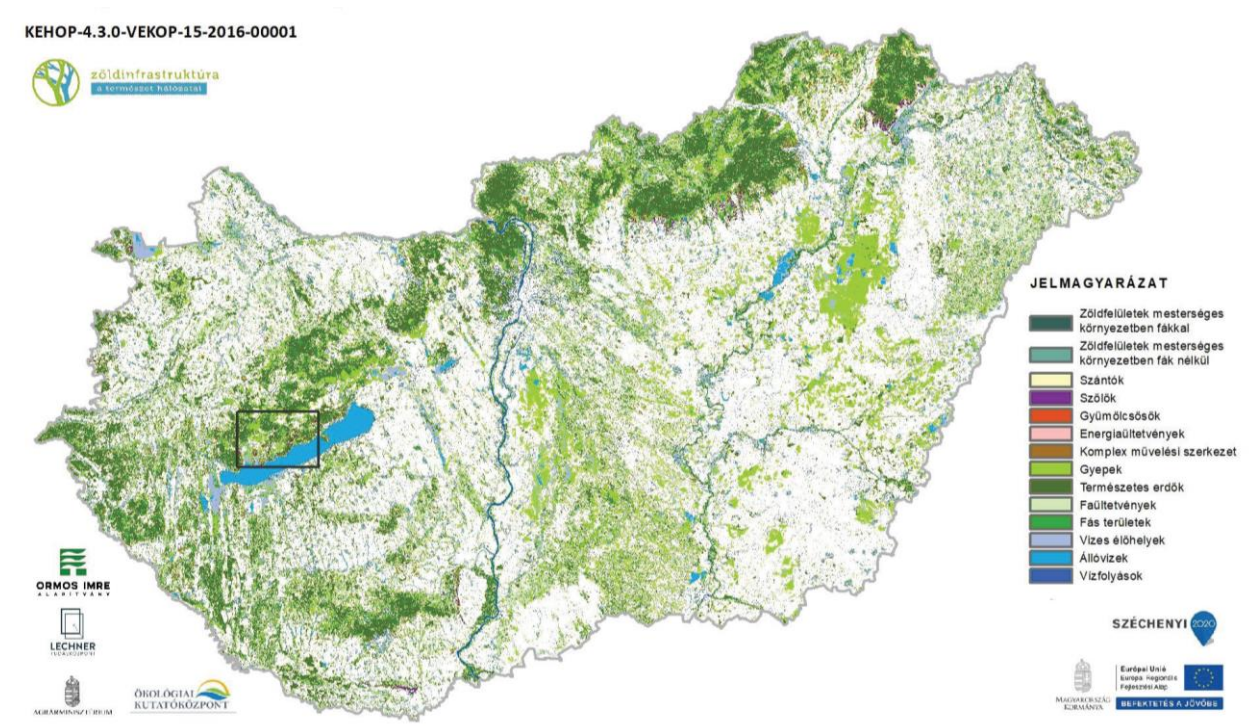 KEHOP-4.3.0-VEKOP-15-2016-00001
zöldinfrastruktúra
a természet hálózatai
JELMAGYARÁZAT
Zöldfelületek mesterséges
környezetben fákkal
Zöldfelületek mesterséges
környezetben fák nélkül
Szántók
Szőlők
Gyümölcsösök
Energiaültetvények
Komplex művelési szerkezet
Gyepek
Természetes erdők
Faültetvények
Fás területek
Vizes élőhelyek
Állóvizek
Vízfolyások
ORMOS IMRE
ALAPÍTVÁNY
LECHNER
TUDÁSKÖZPONT
AGRÁRMINISZTÉRIUM
ÖKOLÓGIAI
KUTATÓKÖZPONT
SZÉCHENYI 2020
MAGYARORSZÁG
KORMÁNYA
Európai Unió
Európai Regionális
Fejlesztési Alap
BEFEKTETÉS A JÖVŐBE